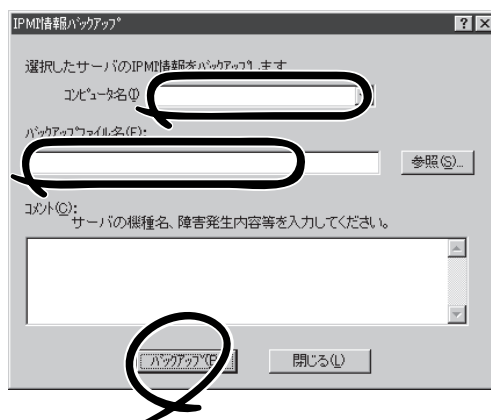 IPMI情報バックアップ
選択したサーバのIPMI情報をバックアップします
コンピュータ名(I)
バックアップファイル名(F):
参照(S)...
コメント(C):
サーバの機種名、障害発生内容等を入力してください。
バックアップ(P)
閉じる(L)